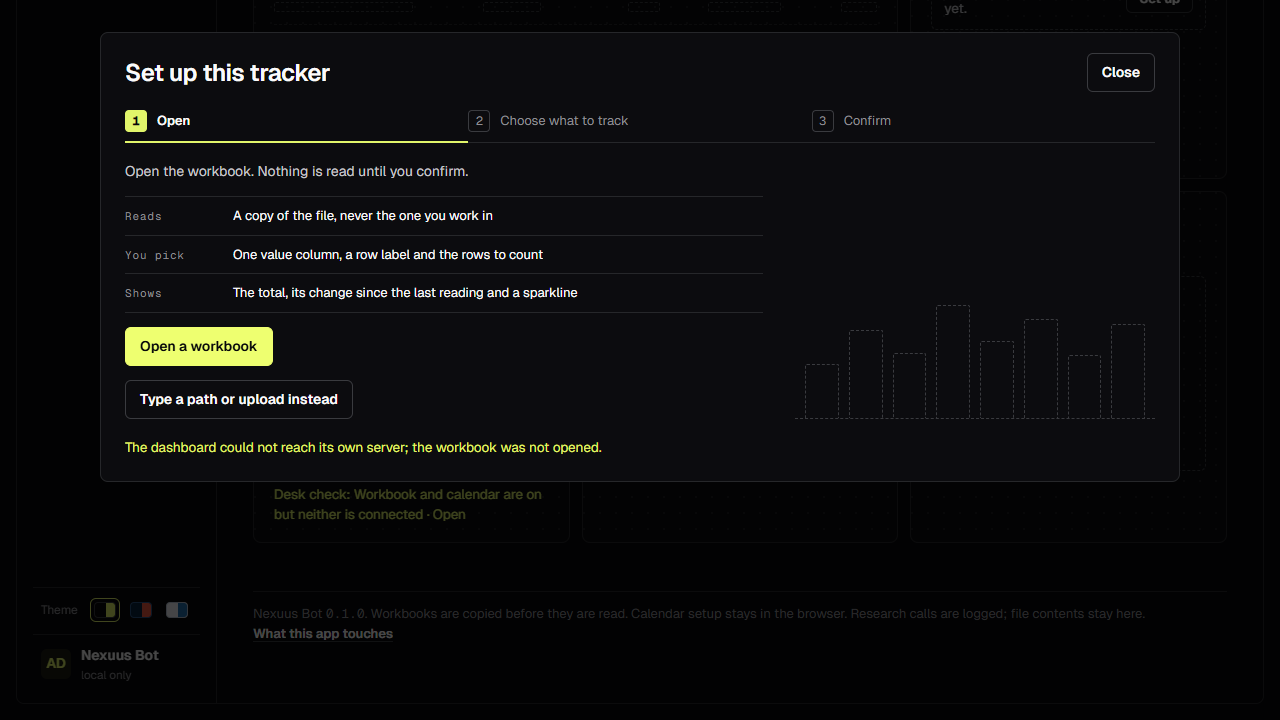 yet.
Set up
Set up this tracker
Close
1 Open
2 Choose what to track
3 Confirm
Open the workbook. Nothing is read until you confirm.
Reads A copy of the file, never the one you work in
You pick One value column, a row label and the rows to count
Shows The total, its change since the last reading and a sparkline
Open a workbook
Type a path or upload instead
The dashboard could not reach its own server; the workbook was not opened.
Desk check: Workbook and calendar are on
but neither is connected · Open
Theme
Nexuus Bot 0.1.0. Workbooks are copied before they are read. Calendar setup stays in the browser. Research calls are logged; file contents stay here.
What this app touches
AD Nexuus Bot
local only